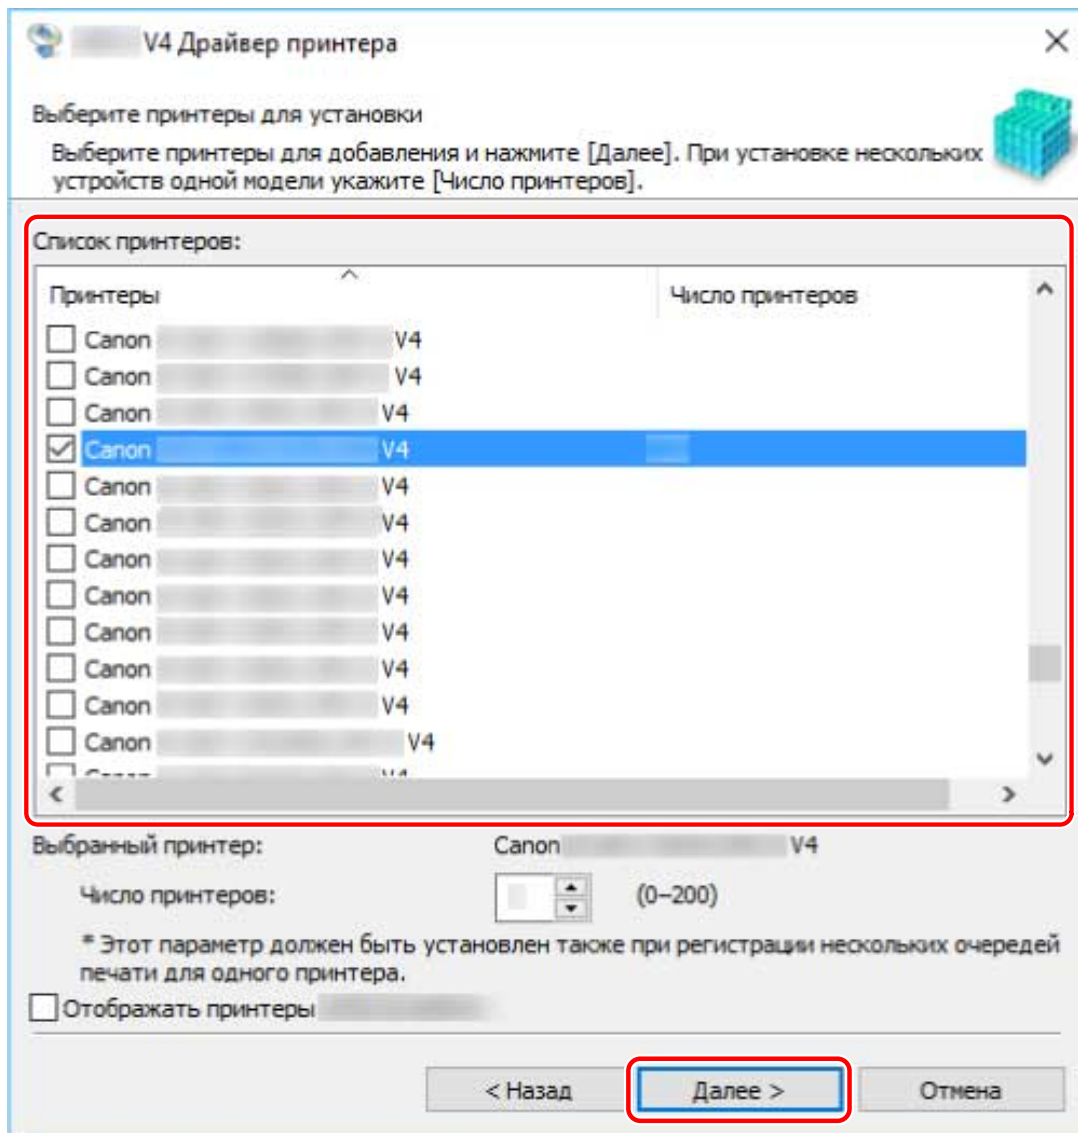 V4 Драйвер принтера
Выберите принтеры для установки
Выберите принтеры для добавления и нажмите [Далее]. При установке нескольких
устройств одной модели укажите [Число принтеров].
Список принтеров:
Принтеры Число принтеров
Canon V4
Canon V4
Canon V4
Canon V4
Canon V4
Canon V4
Canon V4
Canon V4
Canon V4
Canon V4
Canon V4
Canon V4
Выбранный принтер: Canon V4
Число принтеров: (0–200)
* Этот параметр должен быть установлен также при регистрации нескольких очередей
печати для одного принтера.
Отображать принтеры
< Назад Далее > Отмена